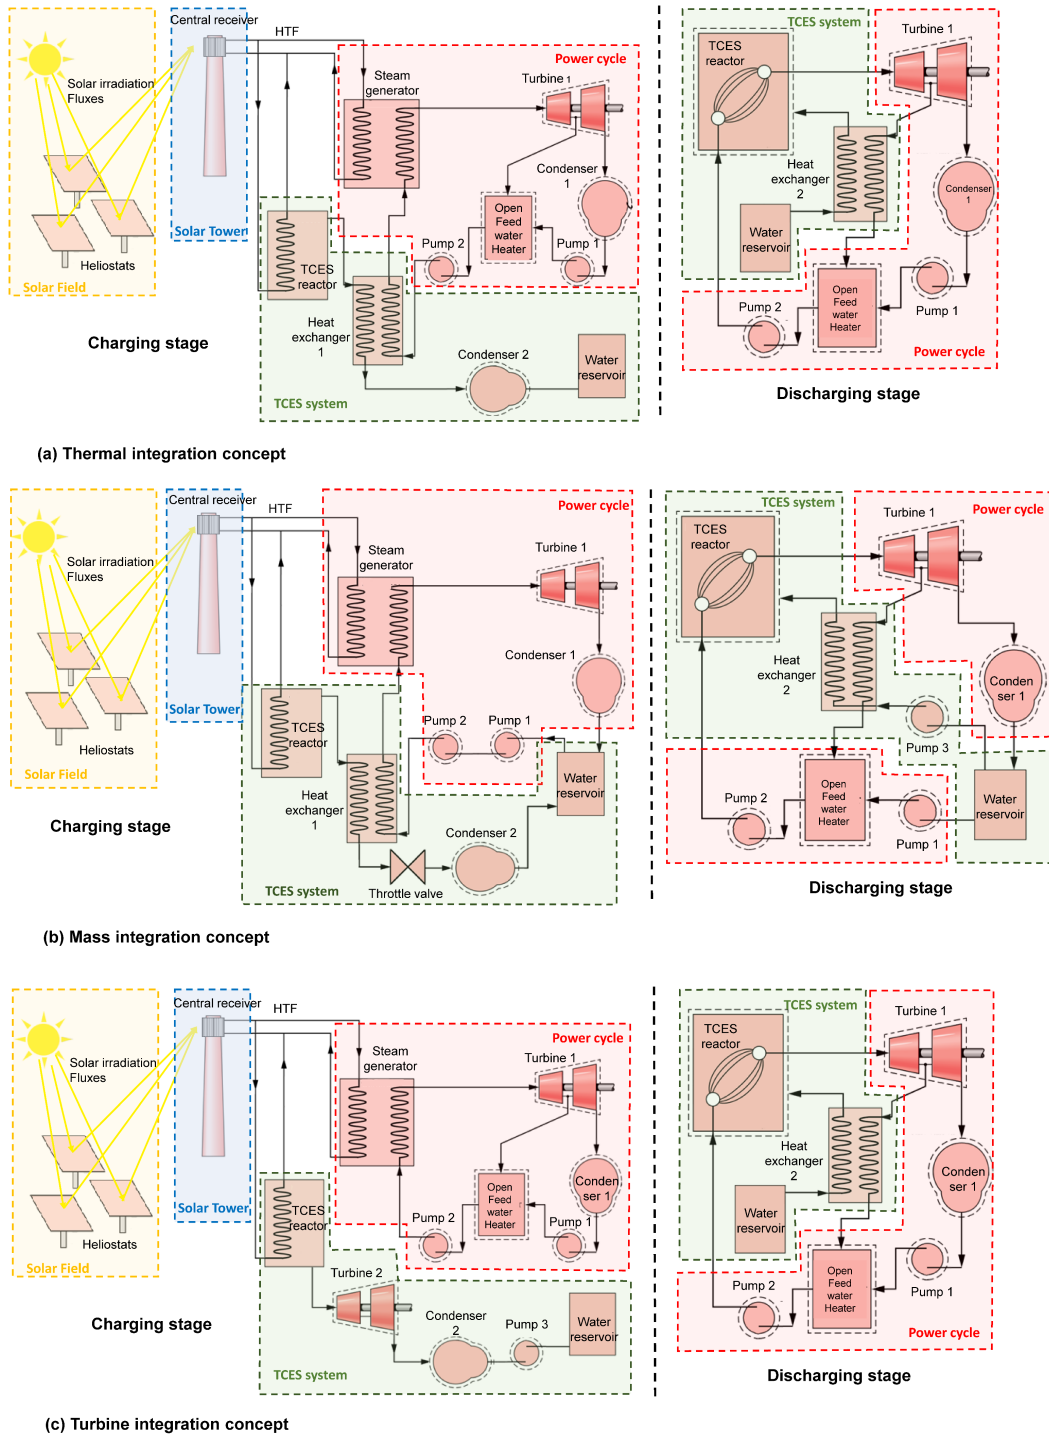 Central receiver
HTF
Solar irradiation
Fluxes
Heliostats
Solar Field
Solar Tower
Steam
generator
Power cycle
Turbine 1
Condenser
1
Open
Feed
water
Heater
Pump 2
Pump 1
TCES
reactor
Heat
exchanger
1
Condenser 2
Water
reservoir
TCES system
Charging stage
TCES system
TCES
reactor
Turbine 1
Heat
exchanger
2
Condenser
1
Water
reservoir
Open
Feed
water
Heater
Pump 2
Pump 1
Power cycle
Discharging stage
(a) Thermal integration concept
Central receiver
HTF
Solar irradiation
Fluxes
Heliostats
Solar Field
Solar Tower
Steam
generator
Power cycle
Turbine 1
Condenser 1
Pump 2
Pump 1
TCES
reactor
Heat
exchanger
1
Water
reservoir
Condenser 2
Throttle valve
TCES system
Charging stage
TCES system
TCES
reactor
Turbine 1
Power cycle
Heat
exchanger
2
Conden
ser 1
Pump 3
Open
Feed
water
Heater
Pump 2
Pump 1
Water
reservoir
Discharging stage
(b) Mass integration concept
Central receiver
HTF
Solar irradiation
Fluxes
Heliostats
Solar Field
Solar Tower
Steam
generator
Power cycle
Turbine 1
Conden
ser 1
Open
Feed
water
Heater
Pump 2
Pump 1
TCES
reactor
Turbine 2
Condenser
2
Pump 3
Water
reservoir
TCES system
Charging stage
TCES system
TCES
reactor
Turbine 1
Heat
exchanger
2
Conden
ser 1
Water
reservoir
Open
Feed
water
Heater
Pump 2
Pump 1
Power cycle
Discharging stage
(c) Turbine integration concept